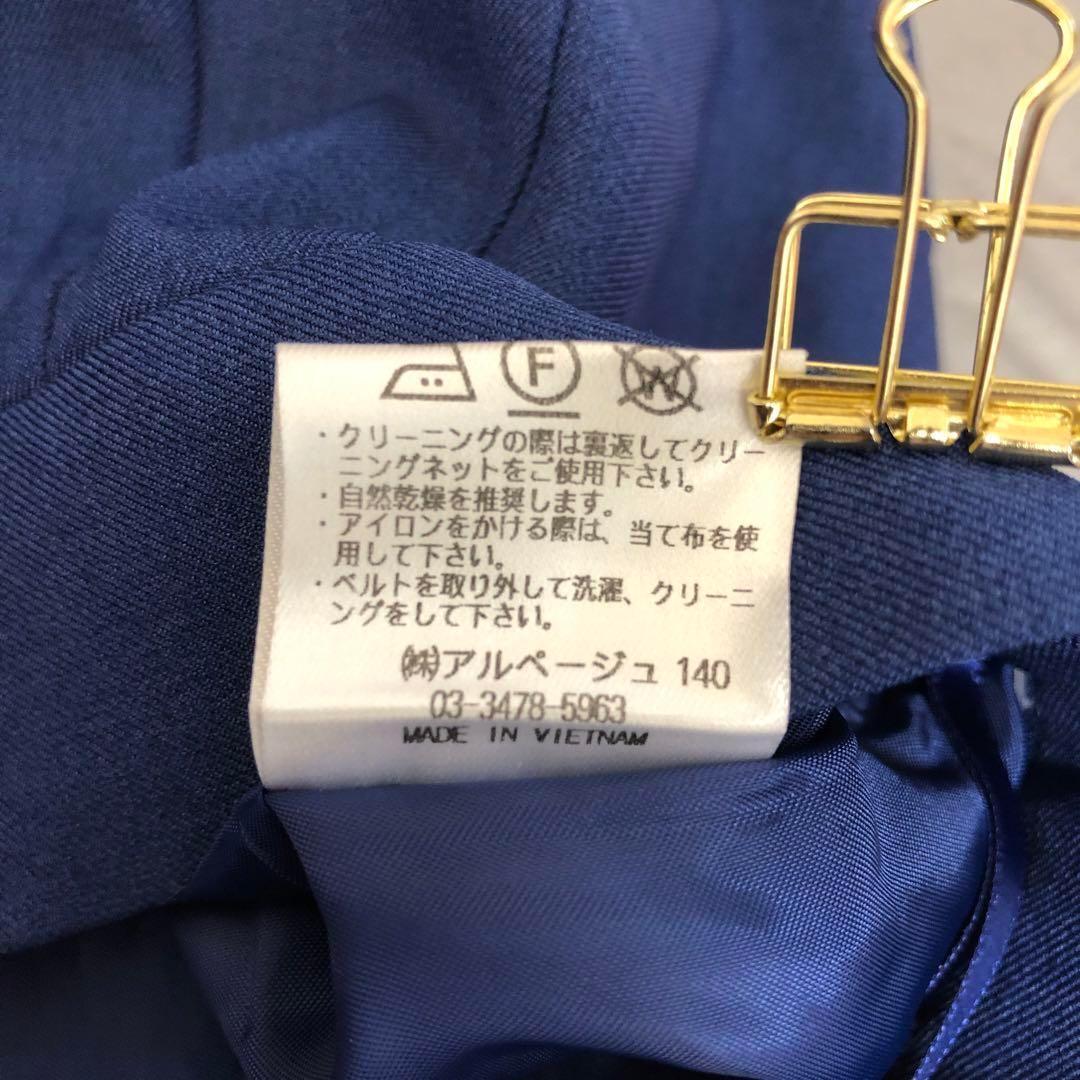 F W
・クリーニングの際は裏返してクリー
ニングネットをご使用下さい。
・自然乾燥を推奨します。
・アイロンをかける際は、当て布を使
用して下さい。
・ベルトを取り外して洗濯、クリーニ
ングをして下さい。
㈱アルページュ 140
03-3478-5963
MADE IN VIETNAM